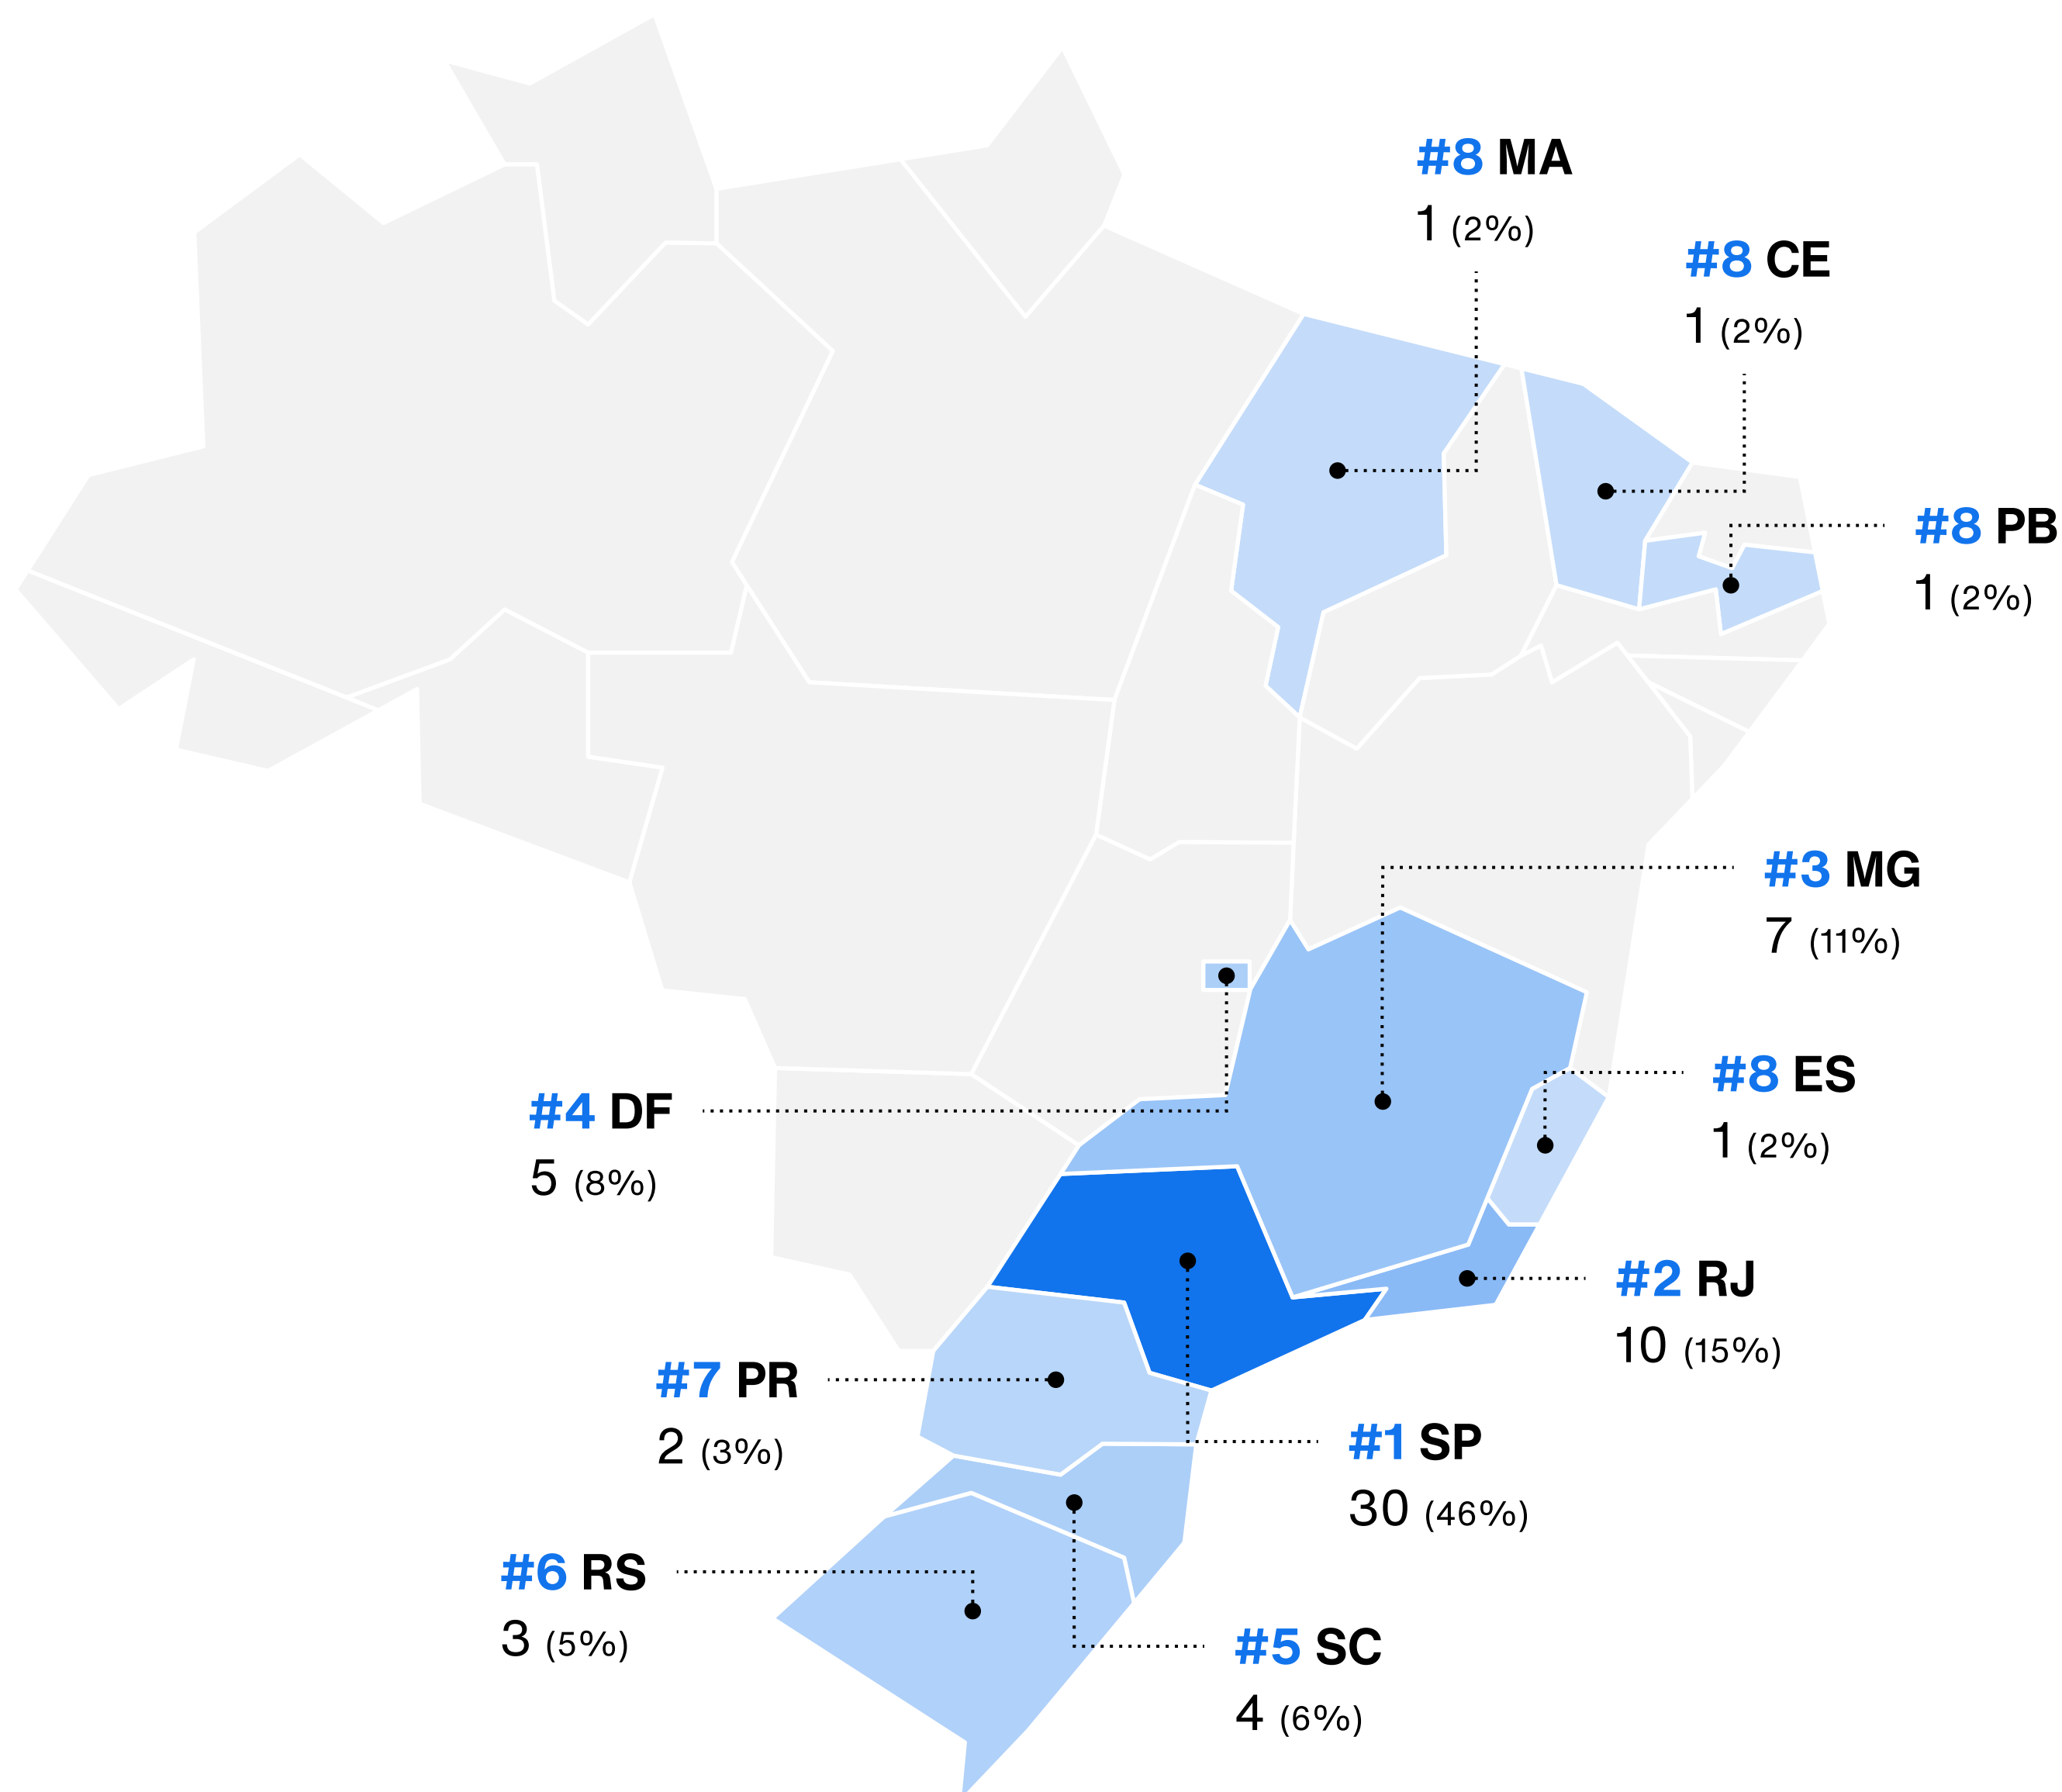 #8 MA
1 (2%)
#8 CE
1 (2%)
#8 PB
1 (2%)
#3 MG
7 (11%)
#8 ES
1 (2%)
#4 DF
5 (8%)
#2 RJ
10 (15%)
#7 PR
2 (3%)
#1 SP
30 (46%)
#6 RS
3 (5%)
#5 SC
4 (6%)